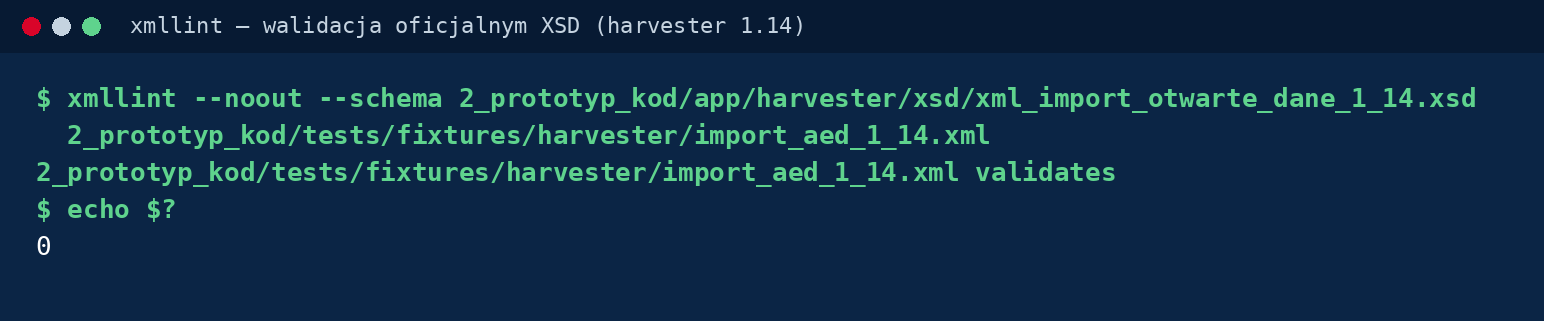 xmllint — walidacja oficjalnym XSD (harvester 1.14)
$ xmllint --noout --schema 2_prototyp_kod/app/harvester/xsd/xml_import_otwarte_dane_1_14.xsd
2_prototyp_kod/tests/fixtures/harvester/import_aed_1_14.xml
2_prototyp_kod/tests/fixtures/harvester/import_aed_1_14.xml validates
$ echo $?
0